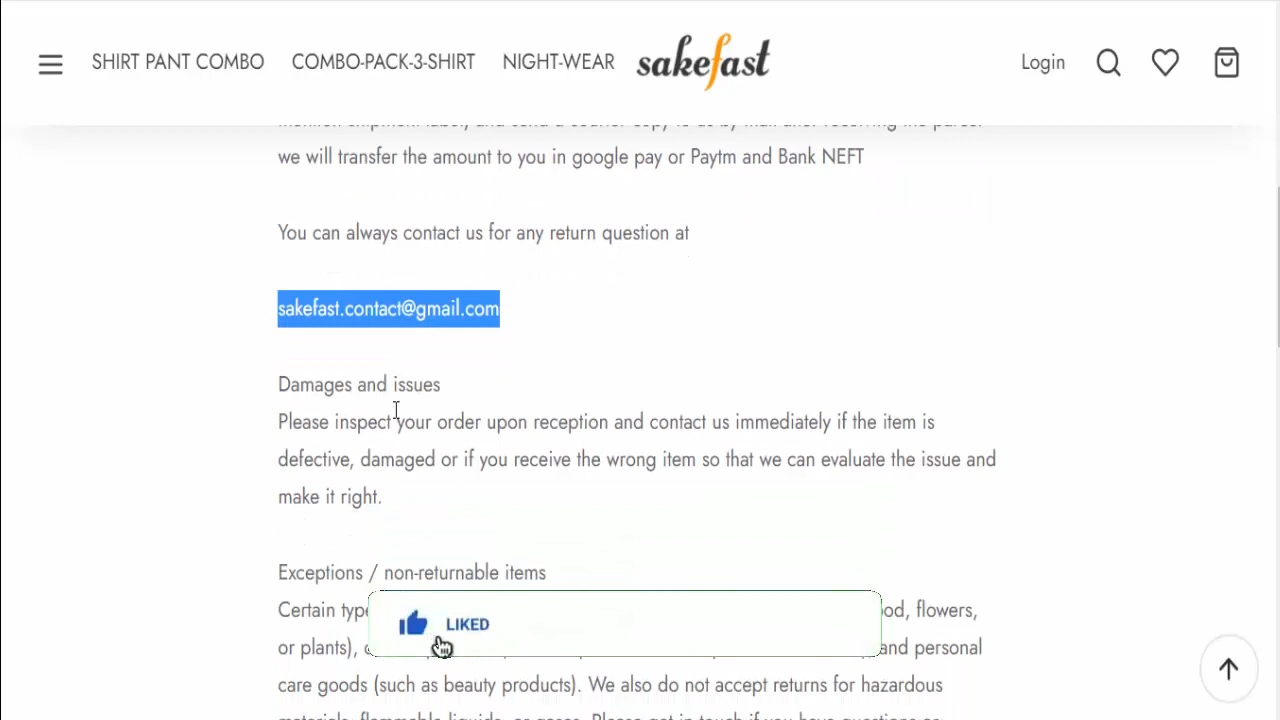 SHIRT PANT COMBO COMBO-PACK-3-SHIRT NIGHT-WEAR sakefast Login
we will transfer the amount to you in google pay or Paytm and Bank NEFT
You can always contact us for any return question at
sakefast.contact@gmail.com
Damages and issues
Please inspect your order upon reception and contact us immediately if the item is
defective, damaged or if you receive the wrong item so that we can evaluate the issue and
make it right.
Exceptions / non-returnable items
Certain flowers,
LIKED
or plants), and personal
care goods (such as beauty products). We also do not accept returns for hazardous